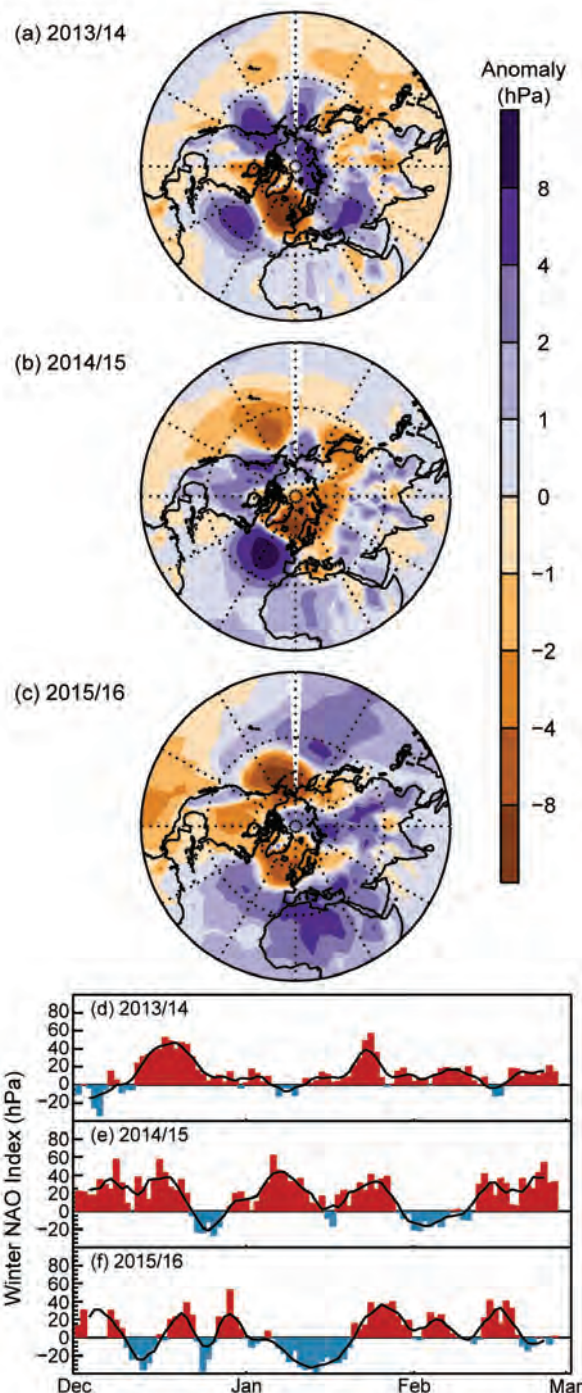 (a) 2013/14
Anomaly
(hPa)
8
4
2
1
0
−1
−2
−4
−8
(b) 2014/15
(c) 2015/16
Winter NAO Index (hPa)
80
60
40
20
0
−20
(d) 2013/14
80
60
40
20
0
−20
(e) 2014/15
80
60
40
20
0
−20
(f) 2015/16
Dec
Jan
Feb
Mar